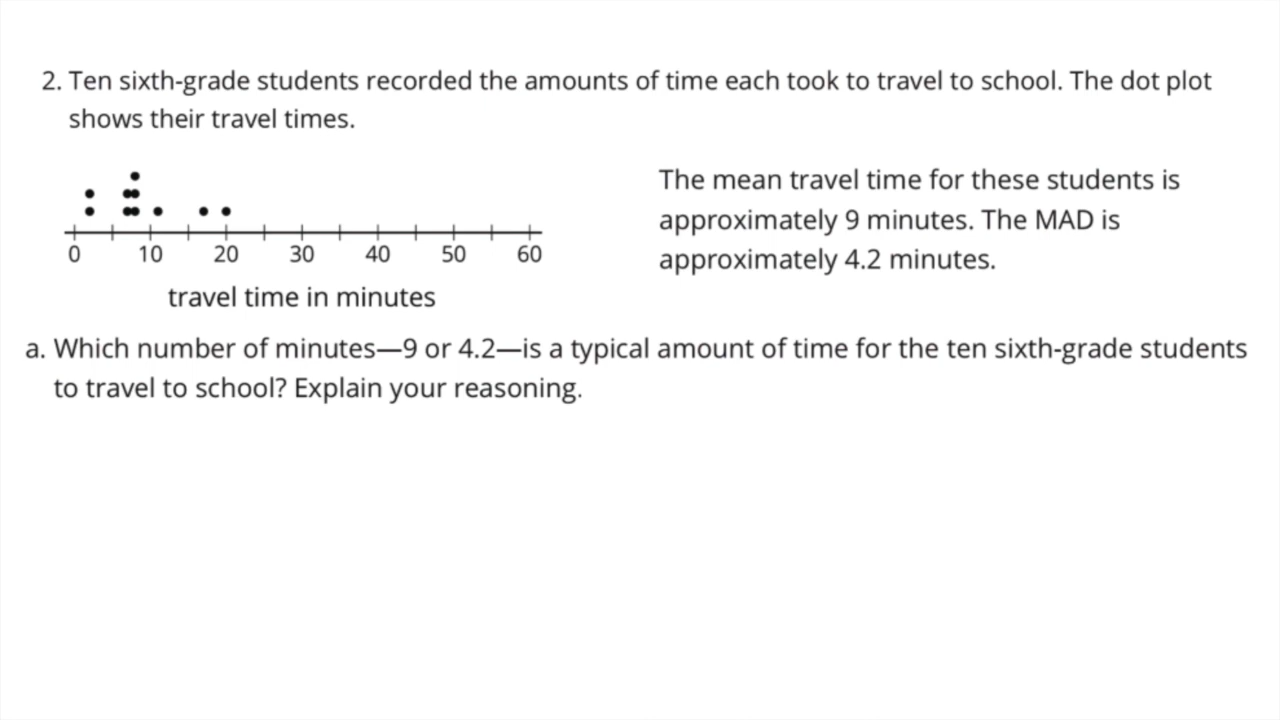 2. Ten sixth-grade students recorded the amounts of time each took to travel to school. The dot plot
shows their travel times.
The mean travel time for these students is
approximately 9 minutes. The MAD is
approximately 4.2 minutes.
0 10 20 30 40 50 60
travel time in minutes
a. Which number of minutes—9 or 4.2—is a typical amount of time for the ten sixth-grade students
to travel to school? Explain your reasoning.